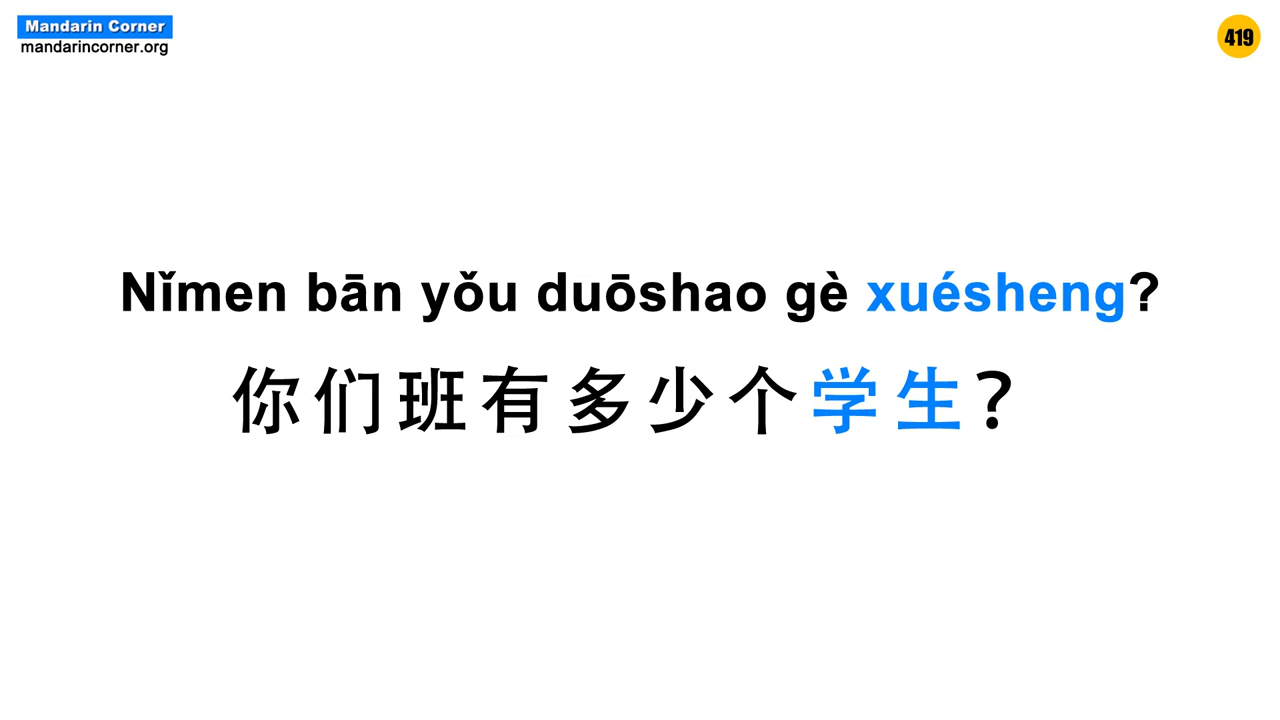 Mandarin Corner
mandarincorner.org
419
Nǐmen bān yǒu duōshao gè xuésheng?
你们班有多少个学生?